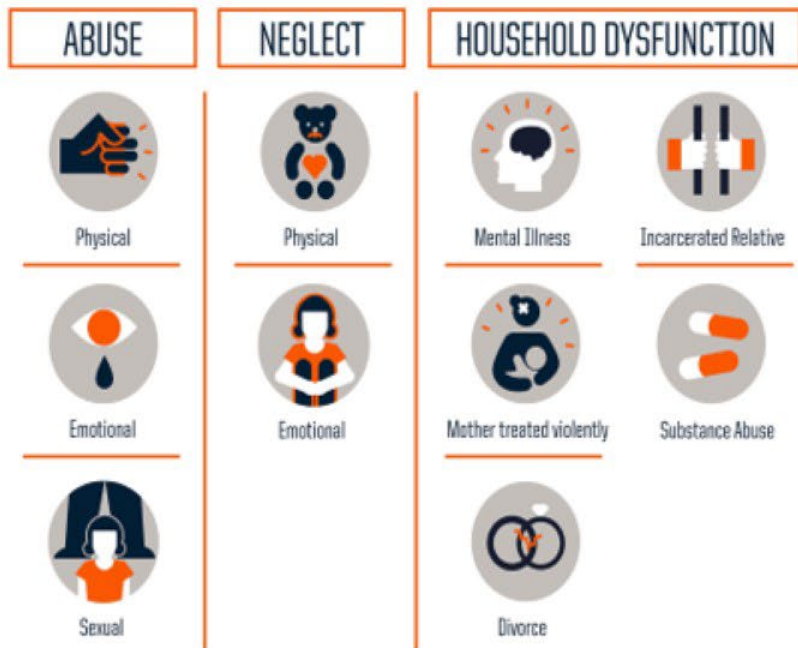 ABUSE
NEGLECT
HOUSEHOLD DYSFUNCTION
Physical
Physical
Mental Illness
Incarcerated Relative
Emotional
Emotional
Mother treated violently
Substance Abuse
Sexual
Divorce